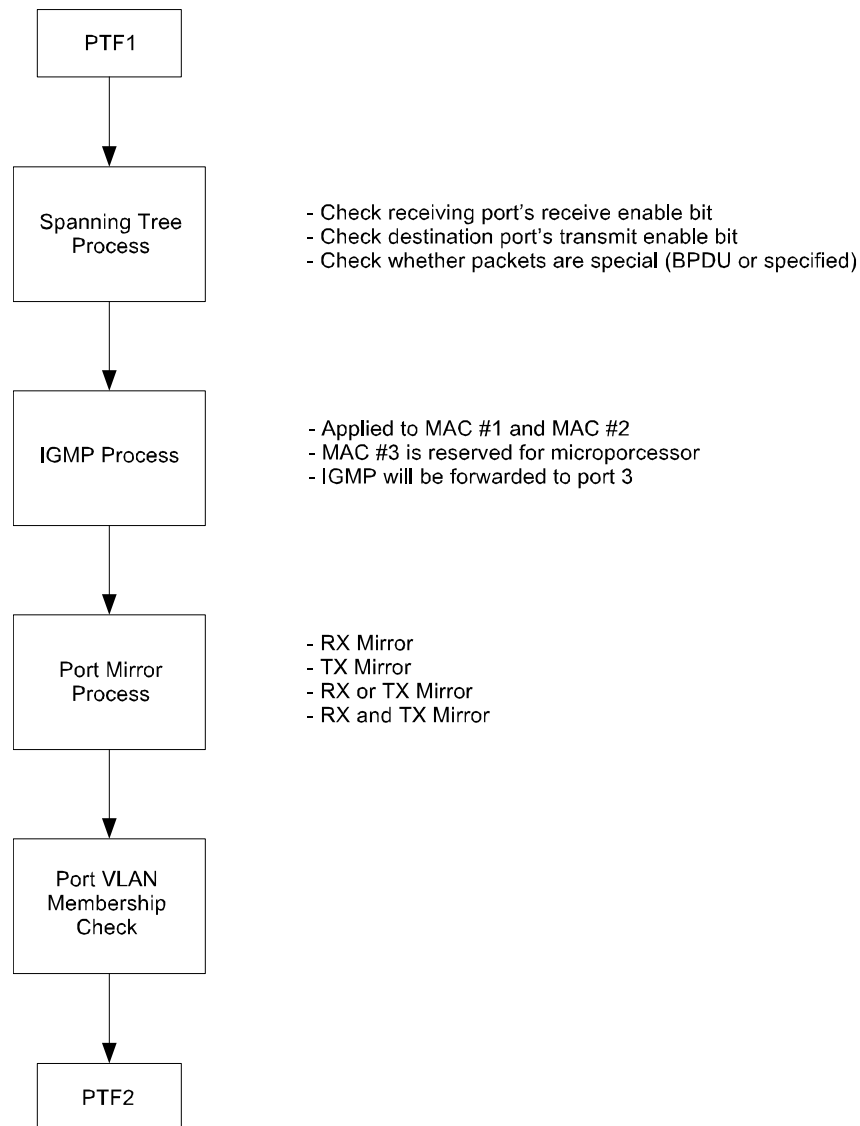 PTF1
Spanning Tree
Process
- Check receiving port's receive enable bit
- Check destination port's transmit enable bit
- Check whether packets are special (BPDU or specified)
IGMP Process
- Applied to MAC #1 and MAC #2
- MAC #3 is reserved for microporcessor
- IGMP will be forwarded to port 3
Port Mirror
Process
- RX Mirror
- TX Mirror
- RX or TX Mirror
- RX and TX Mirror
Port VLAN
Membership
Check
PTF2